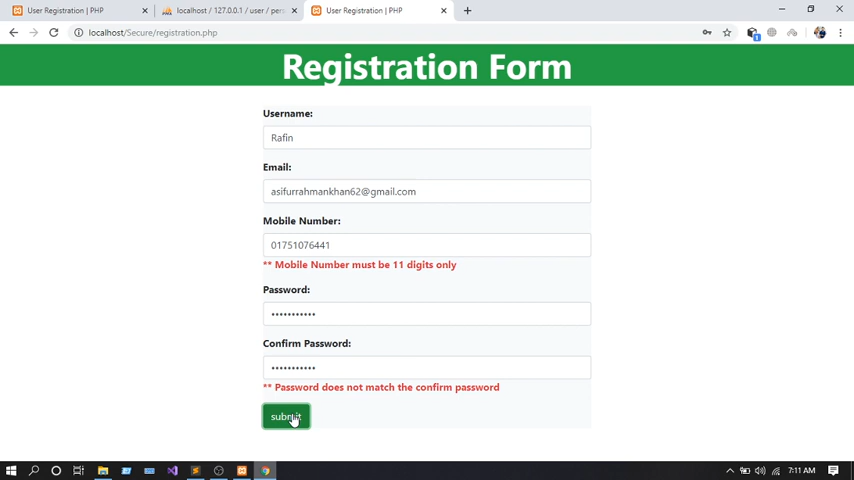 User Registration | PHP
localhost / 127.0.0.1 / user / pers
User Registration | PHP
localhost/Secure/registration.php
Registration Form
Username:
Rafin
Email:
asifurrahmankhan62@gmail.com
Mobile Number:
01751076441
** Mobile Number must be 11 digits only
Password:
•••••••••••
Confirm Password:
•••••••••••
** Password does not match the confirm password
submit
7:11 AM